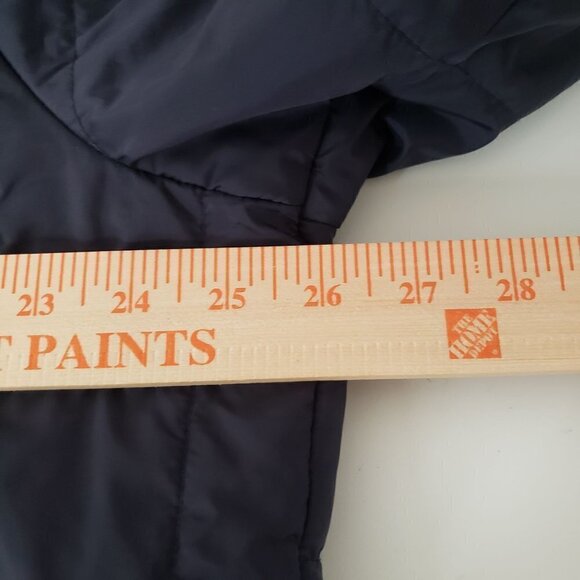 23 24 25 26 27 28
T PAINTS
THE
HOME
DEPOT